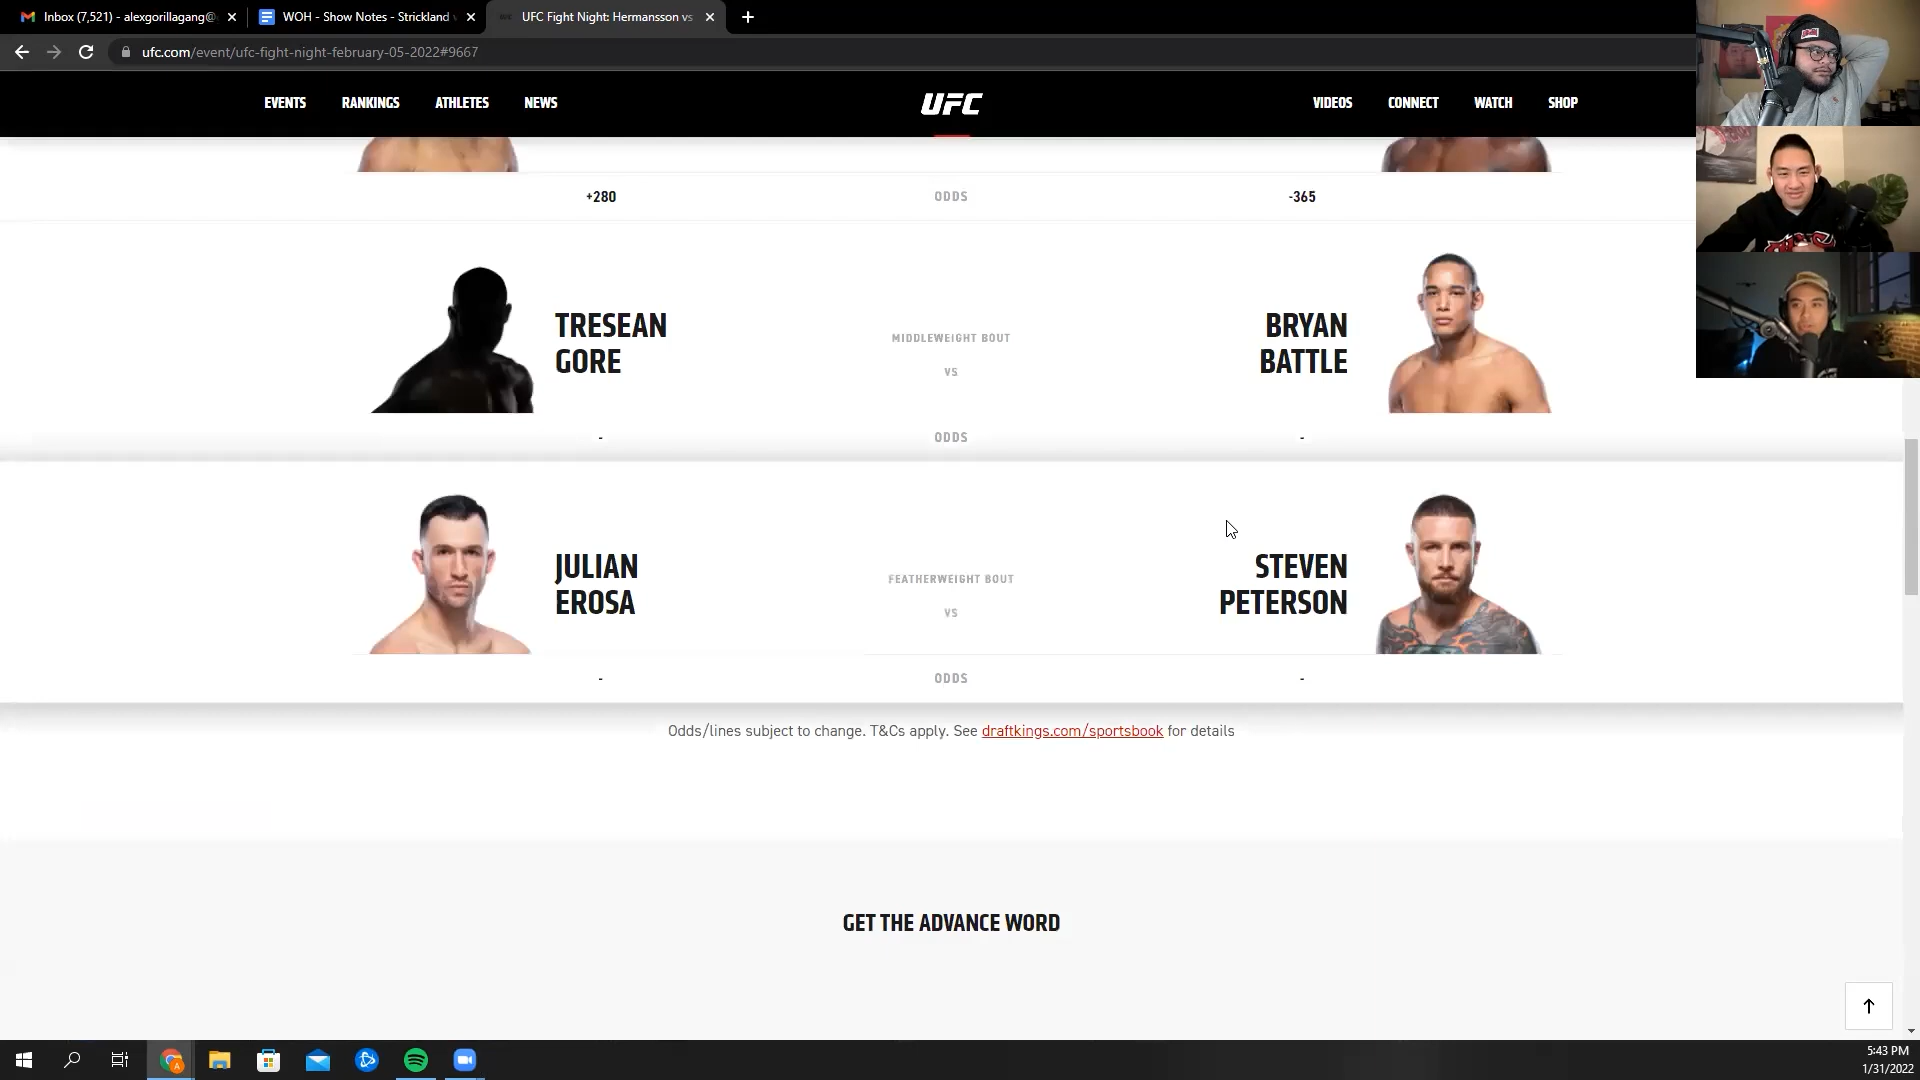 Inbox (7,521) - alexgorillagang@
WOH - Show Notes - Strickland
UFC Fight Night: Hermansson vs
ufc.com/event/ufc-fight-night-february-05-2022#9667
EVENTS RANKINGS ATHLETES NEWS UFC VIDEOS CONNECT WATCH SHOP
+280 ODDS -365
TRESEAN
GORE
MIDDLEWEIGHT BOUT
VS
BRYAN
BATTLE
- ODDS -
JULIAN
EROSA
FEATHERWEIGHT BOUT
VS
STEVEN
PETERSON
- ODDS -
Odds/lines subject to change. T&Cs apply. See draftkings.com/sportsbook for details
GET THE ADVANCE WORD
5:43 PM
1/31/2022